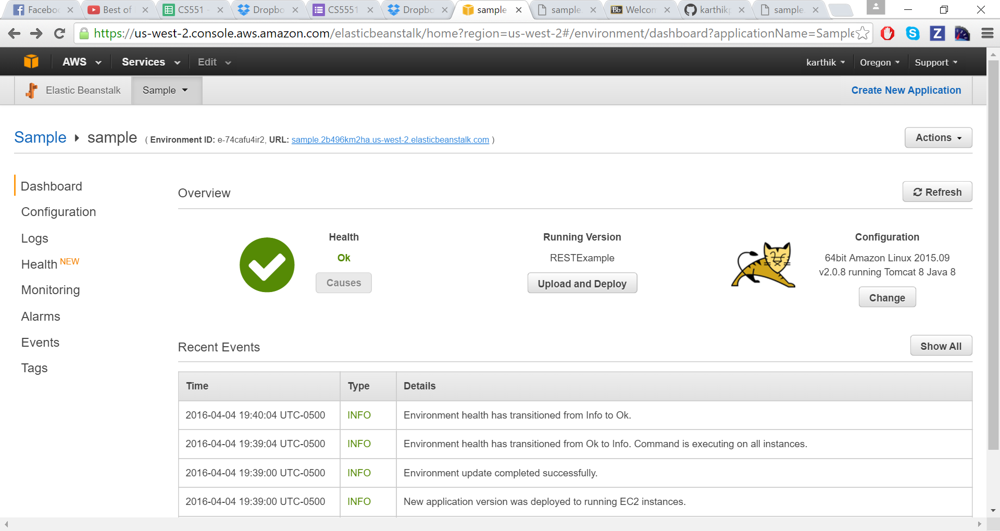 Facebo Best of CS551 - Dropbo CS5551 Dropbo sample sample. Welcom karthikp sample.
https://us-west-2.console.aws.amazon.com/elasticbeanstalk/home?region=us-west-2#/environment/dashboard?applicationName=Sample
AWS Services Edit karthik Oregon Support
Elastic Beanstalk Sample Create New Application
Sample sample ( Environment ID: e-74cafu4ir2, URL: sample.2b496km2ha.us-west-2.elasticbeanstalk.com ) Actions
Dashboard
Configuration
Logs
Health NEW
Monitoring
Alarms
Events
Tags
Overview Refresh
Health
Ok
Causes
Running Version
RESTExample
Upload and Deploy
Configuration
64bit Amazon Linux 2015.09
v2.0.8 running Tomcat 8 Java 8
Change
Recent Events Show All
Time Type Details
2016-04-04 19:40:04 UTC-0500 INFO Environment health has transitioned from Info to Ok.
2016-04-04 19:39:04 UTC-0500 INFO Environment health has transitioned from Ok to Info. Command is executing on all instances.
2016-04-04 19:39:00 UTC-0500 INFO Environment update completed successfully.
2016-04-04 19:39:00 UTC-0500 INFO New application version was deployed to running EC2 instances.